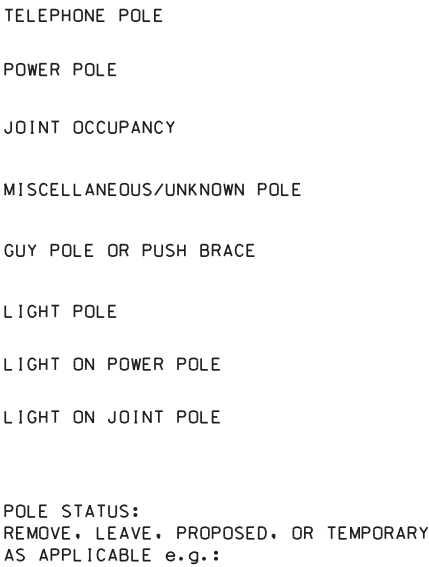 TELEPHONE POLE
POWER POLE
JOINT OCCUPANCY
MISCELLANEOUS/UNKNOWN POLE
GUY POLE OR PUSH BRACE
LIGHT POLE
LIGHT ON POWER POLE
LIGHT ON JOINT POLE
POLE STATUS:
REMOVE, LEAVE, PROPOSED, OR TEMPORARY
AS APPLICABLE e.g.: